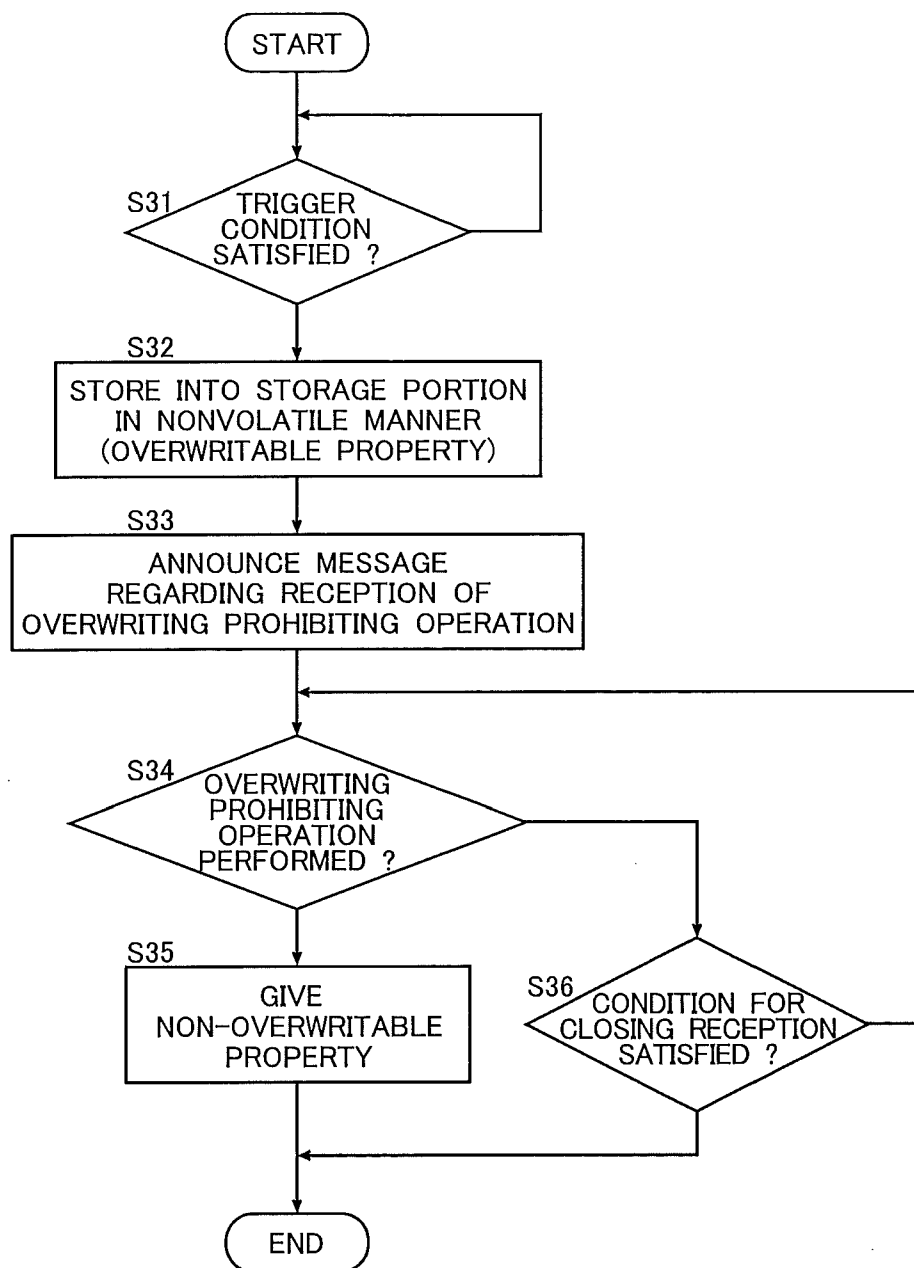 START
S31
TRIGGER
CONDITION
SATISFIED ?
S32
STORE INTO STORAGE PORTION
IN NONVOLATILE MANNER
(OVERWRITABLE PROPERTY)
S33
ANNOUNCE MESSAGE
REGARDING RECEPTION OF
OVERWRITING PROHIBITING OPERATION
S34
OVERWRITING
PROHIBITING
OPERATION
PERFORMED ?
S35
GIVE
NON-OVERWRITABLE
PROPERTY
S36
CONDITION FOR
CLOSING RECEPTION
SATISFIED ?
END